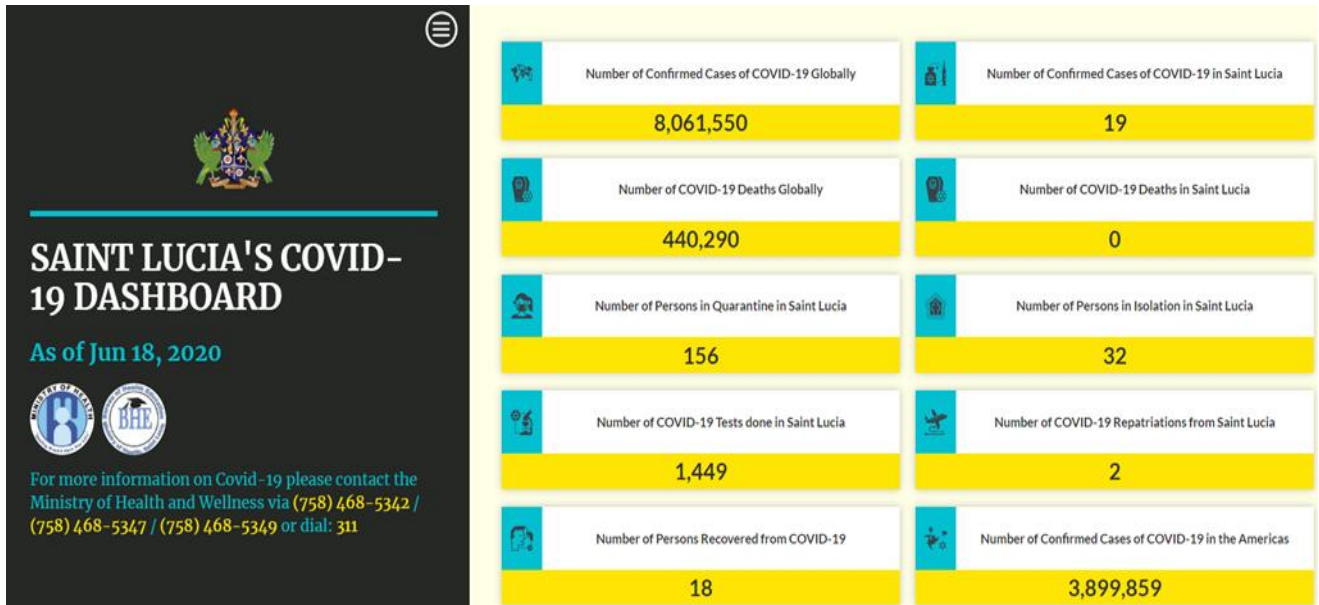 SAINT LUCIA'S COVID-
19 DASHBOARD
As of Jun 18, 2020
MINISTRY OF HEALTH
BHE
For more information on Covid-19 please contact the
Ministry of Health and Wellness via (758) 468-5342 /
(758) 468-5347 / (758) 468-5349 or dial: 311
Number of Confirmed Cases of COVID-19 Globally
8,061,550
Number of Confirmed Cases of COVID-19 in Saint Lucia
19
Number of COVID-19 Deaths Globally
440,290
Number of COVID-19 Deaths in Saint Lucia
0
Number of Persons in Quarantine in Saint Lucia
156
Number of Persons in Isolation in Saint Lucia
32
Number of COVID-19 Tests done in Saint Lucia
1,449
Number of COVID-19 Repatriations from Saint Lucia
2
Number of Persons Recovered from COVID-19
18
Number of Confirmed Cases of COVID-19 in the Americas
3,899,859